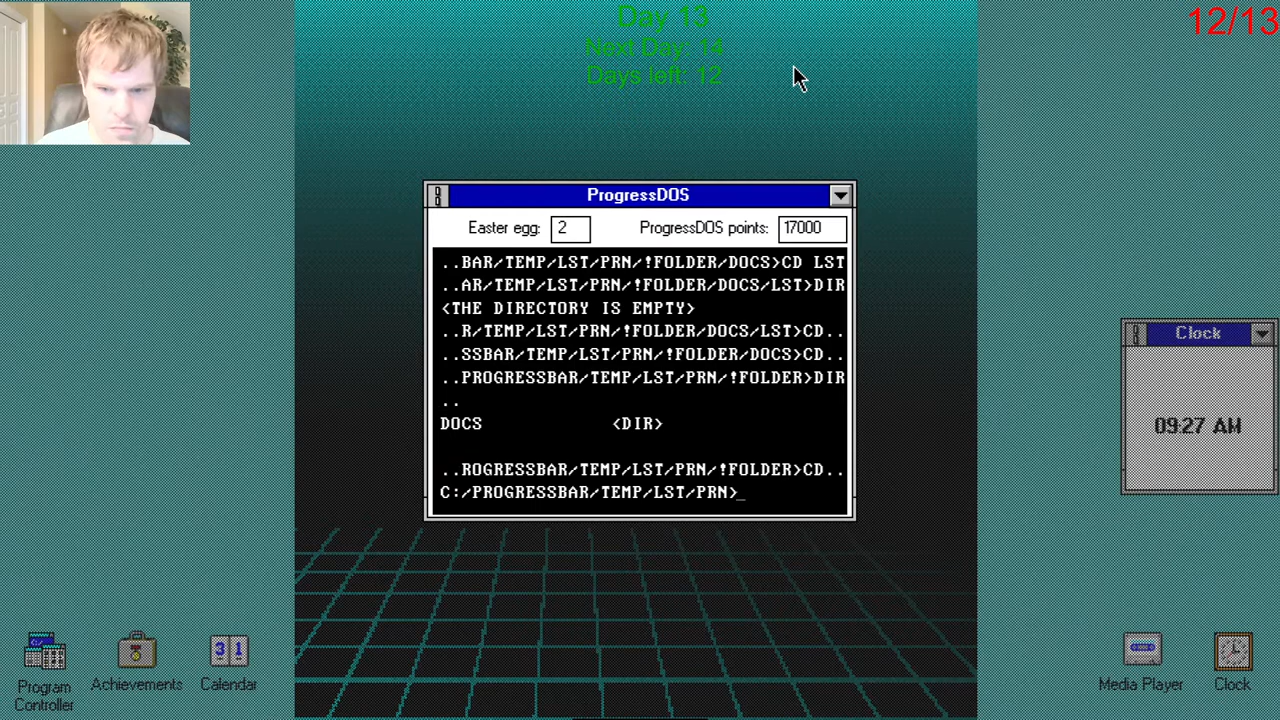 Day 13
Next Day: 14
Days left: 12
12/13
ProgressDOS
Easter egg: 2 ProgressDOS points: 17000
..BAR/TEMP/LST/PRN/!FOLDER/DOCS>CD LST
..AR/TEMP/LST/PRN/!FOLDER/DOCS/LST>DIR
<THE DIRECTORY IS EMPTY>
..R/TEMP/LST/PRN/!FOLDER/DOCS/LST>CD..
..SSBAR/TEMP/LST/PRN/!FOLDER/DOCS>CD..
..PROGRESSBAR/TEMP/LST/PRN/!FOLDER>DIR
..
DOCS <DIR>
..ROGRESSBAR/TEMP/LST/PRN/!FOLDER>CD..
C:/PROGRESSBAR/TEMP/LST/PRN>_
Clock
09:27 AM
Program Controller
Achievements
31
Calendar
Media Player
Clock